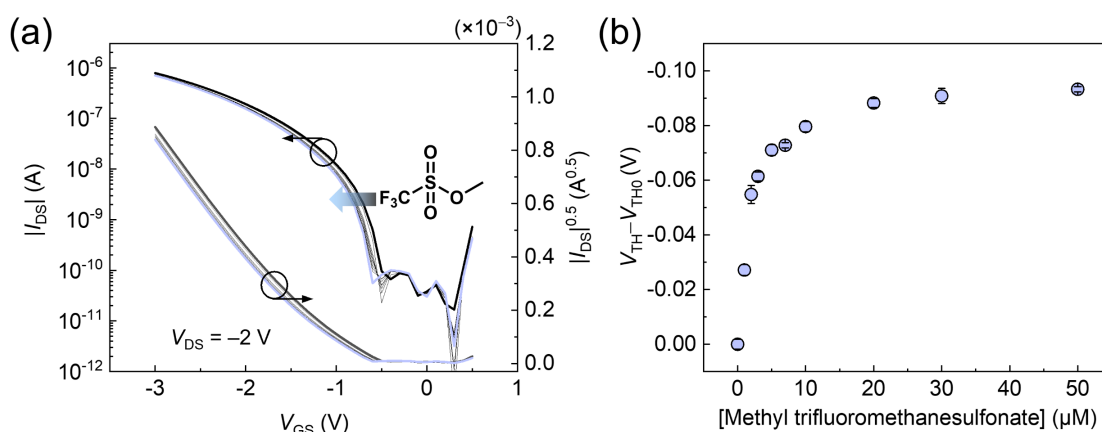 (a)
(×10⁻³)
10⁻⁶
10⁻⁷
10⁻⁸
10⁻⁹
10⁻¹⁰
10⁻¹¹
10⁻¹²
|I_DS| (A)
1.2
1.0
0.8
0.6
0.4
0.2
0.0
|I_DS|^0.5 (A^0.5)
O
F₃C S O
O
V_DS = −2 V
-3 -2 -1 0 1
V_GS (V)
(b)
-0.10
-0.08
-0.06
-0.04
-0.02
0.00
V_TH−V_TH0 (V)
0 10 20 30 40 50
[Methyl trifluoromethanesulfonate] (μM)